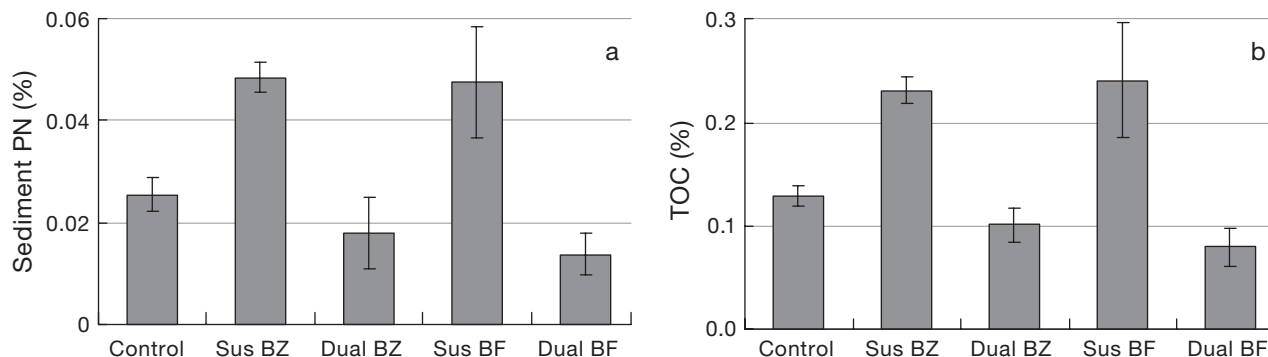 0.06
0.04
0.02
0
Sediment PN (%)
a
Control Sus BZ Dual BZ Sus BF Dual BF
0.3
0.2
0.1
0.0
TOC (%)
b
Control Sus BZ Dual BZ Sus BF Dual BF